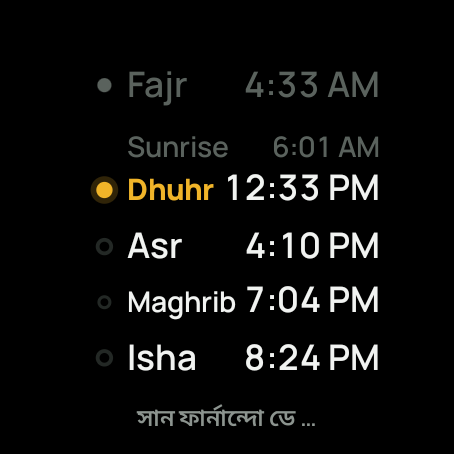 Fajr 4:33 AM
Sunrise 6:01 AM
Dhuhr 12:33 PM
Asr 4:10 PM
Maghrib 7:04 PM
Isha 8:24 PM
সান ফার্নান্দো ডে ...